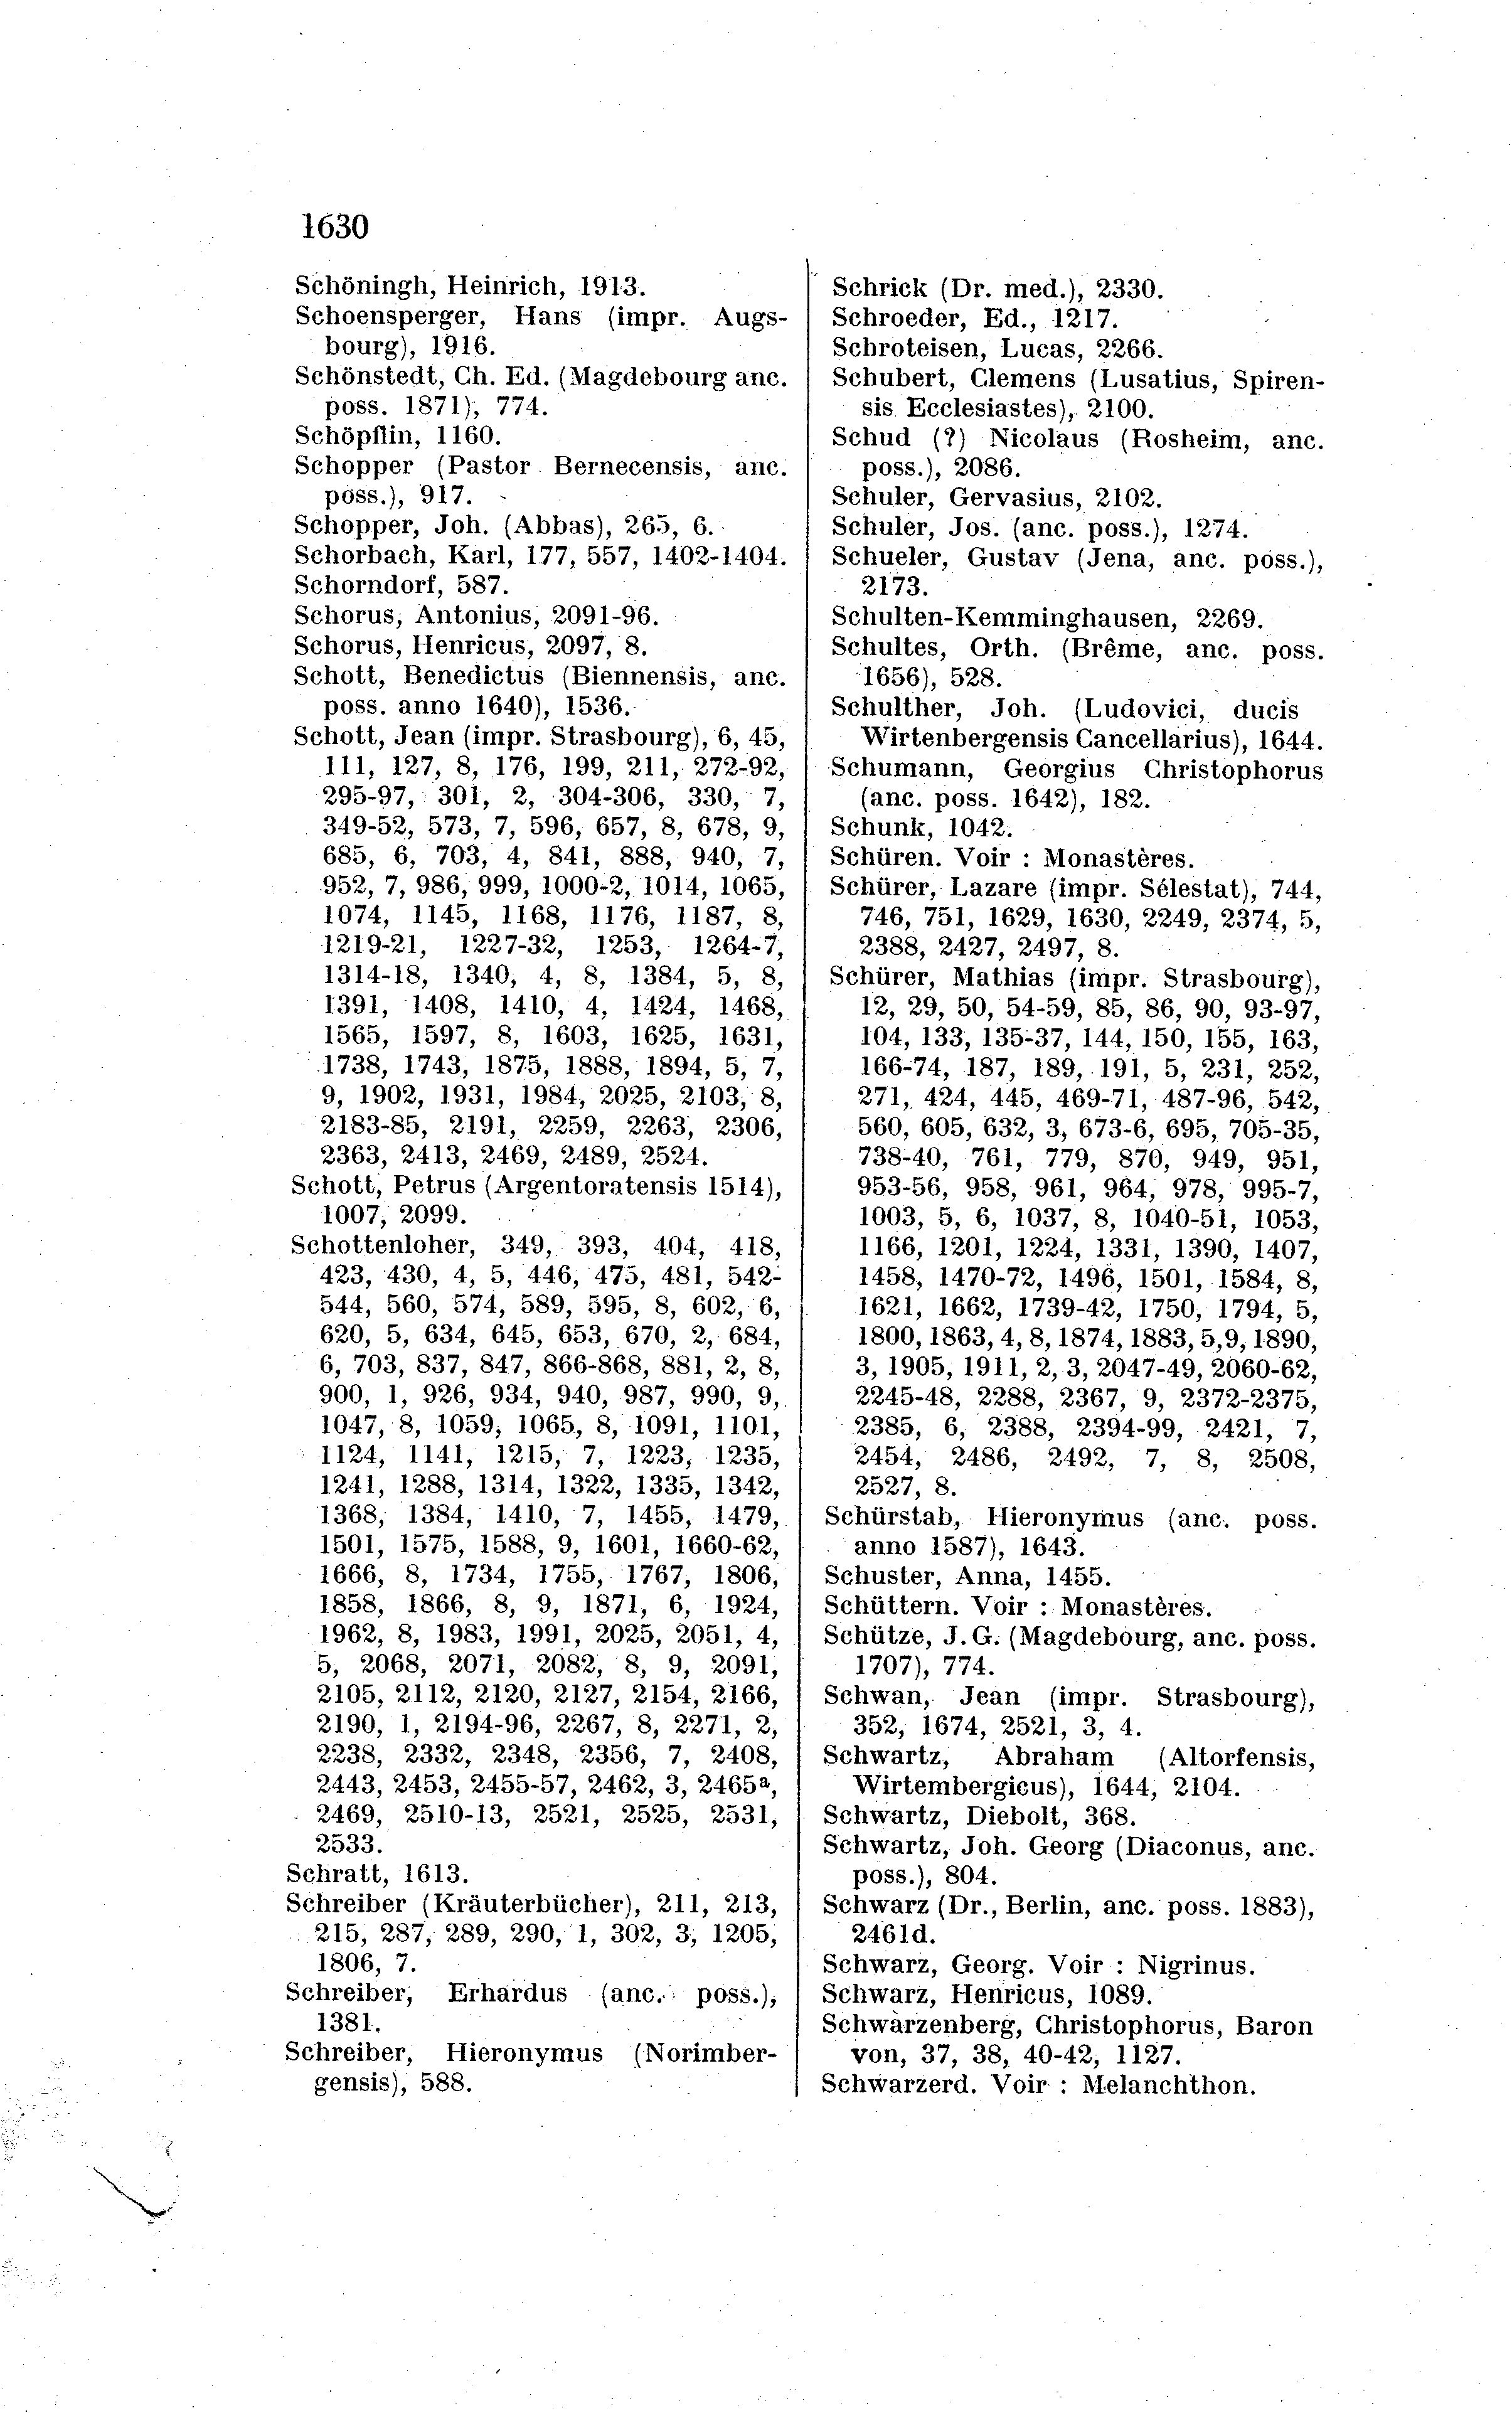 1630
Schöningh, Heinrich, 1913.
Schoensperger, Hans (impr. Augs-
bourg), 1916.
Schönstedt, Ch. Ed. (Magdebourg anc.
poss. 1871), 774.
Schöpflin, 1160.
Schopper (Pastor Bernecensis, anc.
poss.), 917.
Schopper, Joh. (Abbas), 265, 6.
Schorbach, Karl, 177, 557, 1402-1404.
Schorndorf, 587.
Schorus, Antonius, 2091-96.
Schorus, Henricus, 2097, 8.
Schott, Benedictus (Biennensis, anc.
poss. anno 1640), 1536.
Schott, Jean (impr. Strasbourg), 6, 45,
111, 127, 8, 176, 199, 211, 272-92,
295-97, 301, 2, 304-306, 330, 7,
349-52, 573, 7, 596, 657, 8, 678, 9,
685, 6, 703, 4, 841, 888, 940, 7,
952, 7, 986, 999, 1000-2, 1014, 1065,
1074, 1145, 1168, 1176, 1187, 8,
1219-21, 1227-32, 1253, 1264-7,
1314-18, 1340, 4, 8, 1384, 5, 8,
1391, 1408, 1410, 4, 1424, 1468,
1565, 1597, 8, 1603, 1625, 1631,
1738, 1743, 1875, 1888, 1894, 5, 7,
9, 1902, 1931, 1984, 2025, 2103, 8,
2183-85, 2191, 2259, 2263, 2306,
2363, 2413, 2469, 2489, 2524.
Schott, Petrus (Argentoratensis 1514),
1007, 2099.
Schottenloher, 349, 393, 404, 418,
423, 430, 4, 5, 446, 475, 481, 542-
544, 560, 574, 589, 595, 8, 602, 6,
620, 5, 634, 645, 653, 670, 2, 684,
6, 703, 837, 847, 866-868, 881, 2, 8,
900, 1, 926, 934, 940, 987, 990, 9,
1047, 8, 1059, 1065, 8, 1091, 1101,
1124, 1141, 1215, 7, 1223, 1235,
1241, 1288, 1314, 1322, 1335, 1342,
1368, 1384, 1410, 7, 1455, 1479,
1501, 1575, 1588, 9, 1601, 1660-62,
1666, 8, 1734, 1755, 1767, 1806,
1858, 1866, 8, 9, 1871, 6, 1924,
1962, 8, 1983, 1991, 2025, 2051, 4,
5, 2068, 2071, 2082, 8, 9, 2091,
2105, 2112, 2120, 2127, 2154, 2166,
2190, 1, 2194-96, 2267, 8, 2271, 2,
2238, 2332, 2348, 2356, 7, 2408,
2443, 2453, 2455-57, 2462, 3, 2465ª,
2469, 2510-13, 2521, 2525, 2531,
2533.
Schratt, 1613.
Schreiber (Kräuterbücher), 211, 213,
215, 287, 289, 290, 1, 302, 3, 1205,
1806, 7.
Schreiber, Erhardus (anc. poss.),
1381.
Schreiber, Hieronymus (Norimber-
gensis), 588.
Schrick (Dr. med.), 2330.
Schroeder, Ed., 1217.
Schroteisen, Lucas, 2266.
Schubert, Clemens (Lusatius, Spiren-
sis Ecclesiastes), 2100.
Schud (?) Nicolaus (Rosheim, anc.
poss.), 2086.
Schuler, Gervasius, 2102.
Schuler, Jos. (anc. poss.), 1274.
Schueler, Gustav (Jena, anc. poss.),
2173.
Schulten-Kemminghausen, 2269.
Schultes, Orth. (Brême, anc. poss.
1656), 528.
Schulther, Joh. (Ludovici, ducis
Wirtenbergensis Cancellarius), 1644.
Schumann, Georgius Christophorus
(anc. poss. 1642), 182.
Schunk, 1042.
Schüren. Voir : Monastères.
Schürer, Lazare (impr. Sélestat), 744,
746, 751, 1629, 1630, 2249, 2374, 5,
2388, 2427, 2497, 8.
Schürer, Mathias (impr. Strasbourg),
12, 29, 50, 54-59, 85, 86, 90, 93-97,
104, 133, 135-37, 144, 150, 155, 163,
166-74, 187, 189, 191, 5, 231, 252,
271, 424, 445, 469-71, 487-96, 542,
560, 605, 632, 3, 673-6, 695, 705-35,
738-40, 761, 779, 870, 949, 951,
953-56, 958, 961, 964, 978, 995-7,
1003, 5, 6, 1037, 8, 1040-51, 1053,
1166, 1201, 1224, 1331, 1390, 1407,
1458, 1470-72, 1496, 1501, 1584, 8,
1621, 1662, 1739-42, 1750, 1794, 5,
1800, 1863, 4, 8, 1874, 1883, 5, 9, 1890,
3, 1905, 1911, 2, 3, 2047-49, 2060-62,
2245-48, 2288, 2367, 9, 2372-2375,
2385, 6, 2388, 2394-99, 2421, 7,
2454, 2486, 2492, 7, 8, 2508,
2527, 8.
Schürstab, Hieronymus (anc. poss.
anno 1587), 1643.
Schuster, Anna, 1455.
Schüttern. Voir : Monastères.
Schütze, J. G. (Magdebourg, anc. poss.
1707), 774.
Schwan, Jean (impr. Strasbourg),
352, 1674, 2521, 3, 4.
Schwartz, Abraham (Altorfensis,
Wirtembergicus), 1644, 2104.
Schwartz, Diebolt, 368.
Schwartz, Joh. Georg (Diaconus, anc.
poss.), 804.
Schwarz (Dr., Berlin, anc. poss. 1883),
2461d.
Schwarz, Georg. Voir : Nigrinus.
Schwarz, Henricus, 1089.
Schwarzenberg, Christophorus, Baron
von, 37, 38, 40-42, 1127.
Schwarzerd. Voir : Melanchthon.